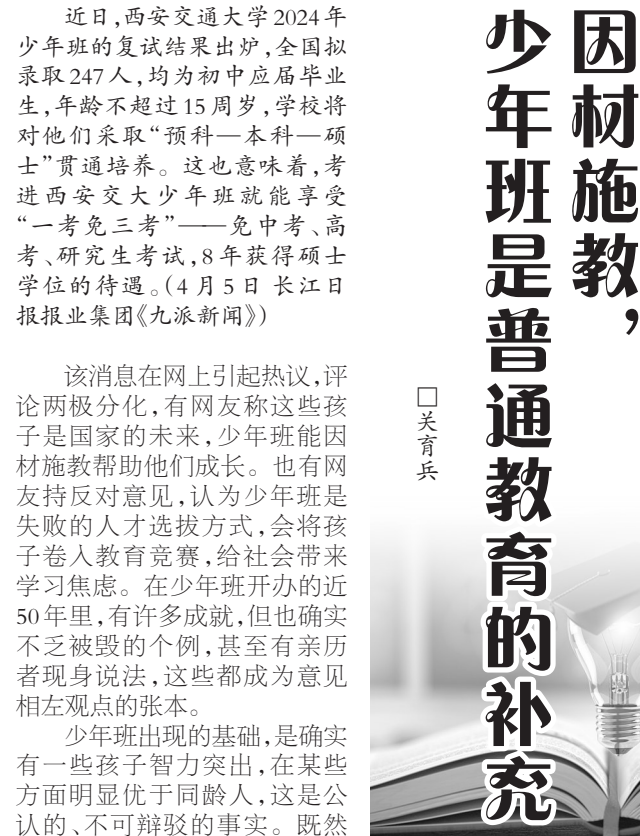 因材施教，
少年班是普通教育的补充
□关育兵
近日，西安交通大学2024年
少年班的复试结果出炉，全国拟
录取247人，均为初中应届毕业
生，年龄不超过15周岁，学校将
对他们采取“预科—本科—硕
士”贯通培养。这也意味着，考
进西安交大少年班就能享受
“一考免三考”——免中考、高
考、研究生考试，8年获得硕士
学位的待遇。（4月5日 长江日
报报业集团《九派新闻》）
该消息在网上引起热议，评
论两极分化，有网友称这些孩
子是国家的未来，少年班能因
材施教帮助他们成长。也有网
友持反对意见，认为少年班是
失败的人才选拔方式，会将孩
子卷入教育竞赛，给社会带来
学习焦虑。在少年班开办的近
50年里，有许多成就，但也确实
不乏被毁的个例，甚至有亲历
者现身说法，这些都成为意见
相左观点的张本。
少年班出现的基础，是确实
有一些孩子智力突出，在某些
方面明显优于同龄人，这是公
认的、不可辩驳的事实。既然